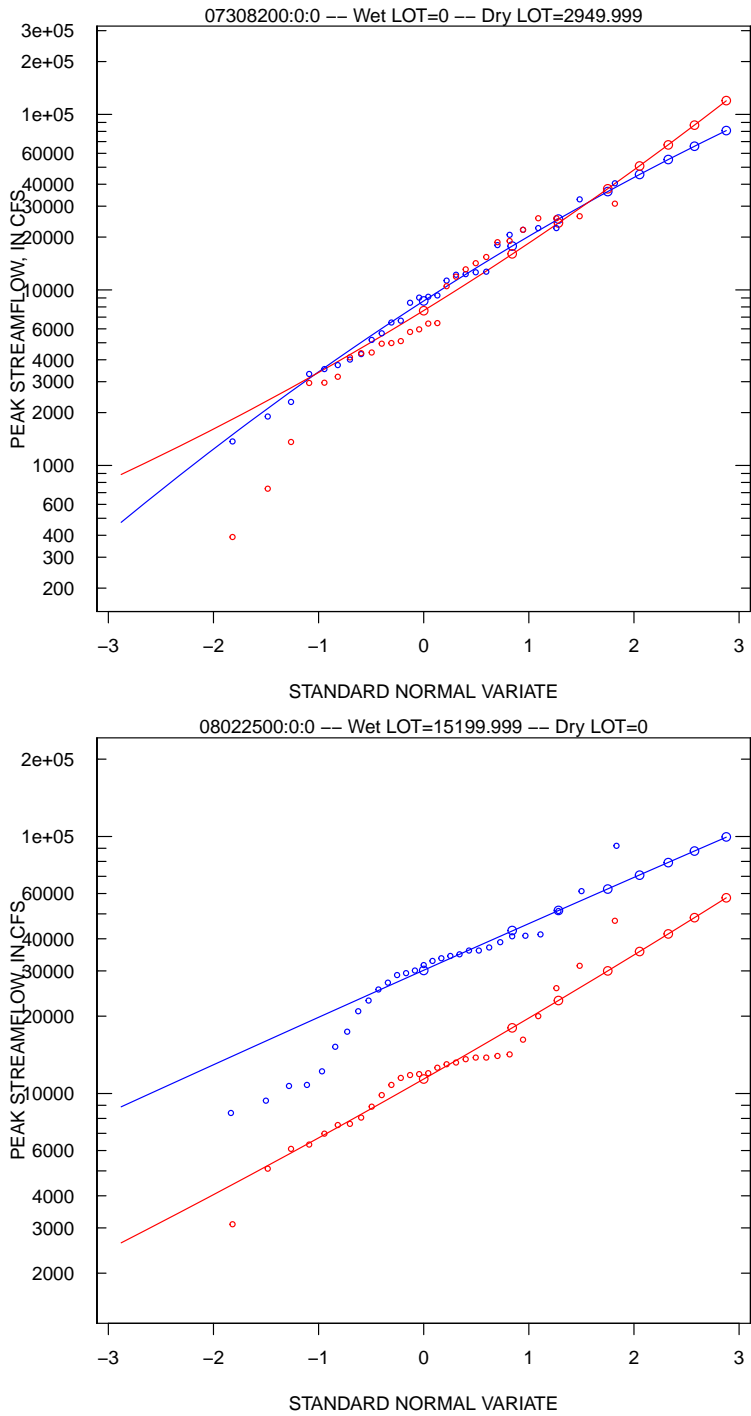 07308200:0:0 −− Wet LOT=0 −− Dry LOT=2949.999
3e+05
2e+05
1e+05
60000
40000
30000
20000
10000
6000
4000
3000
2000
1000
600
400
300
200
PEAK STREAMFLOW, IN CFS
−3 −2 −1 0 1 2 3
STANDARD NORMAL VARIATE
08022500:0:0 −− Wet LOT=15199.999 −− Dry LOT=0
2e+05
1e+05
60000
40000
30000
20000
10000
6000
4000
3000
2000
PEAK STREAMFLOW, IN CFS
−3 −2 −1 0 1 2 3
STANDARD NORMAL VARIATE